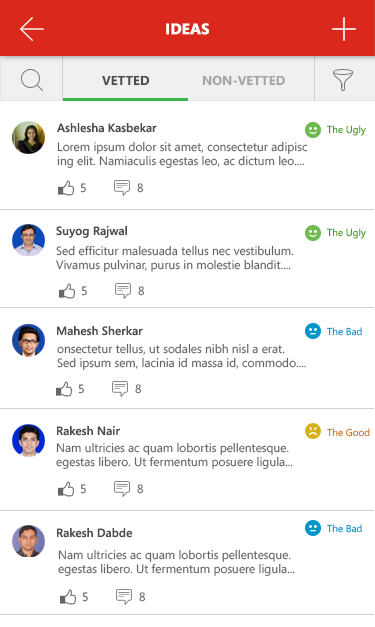 IDEAS
VETTED
NON-VETTED
Ashlesha Kasbekar
The Ugly
Lorem ipsum dolor sit amet, consectetur adipisc
ing elit. Namiaculis egestas leo, ac dictum leo....
5 8
Suyog Rajwal
The Ugly
Sed efficitur malesuada tellus nec vestibulum.
Vivamus pulvinar, purus in molestie blandit....
5 8
Mahesh Sherkar
The Bad
onsectetur tellus, ut sodales nibh nisl a erat.
Sed ipsum sem, lacinia id massa id, commodo....
5 8
Rakesh Nair
The Good
Nam ultricies ac quam lobortis pellentesque.
egestas libero. Ut fermentum posuere ligula...
5 8
Rakesh Dabde
The Bad
Nam ultricies ac quam lobortis pellentesque.
egestas libero. Ut fermentum posuere ligula...
5 8